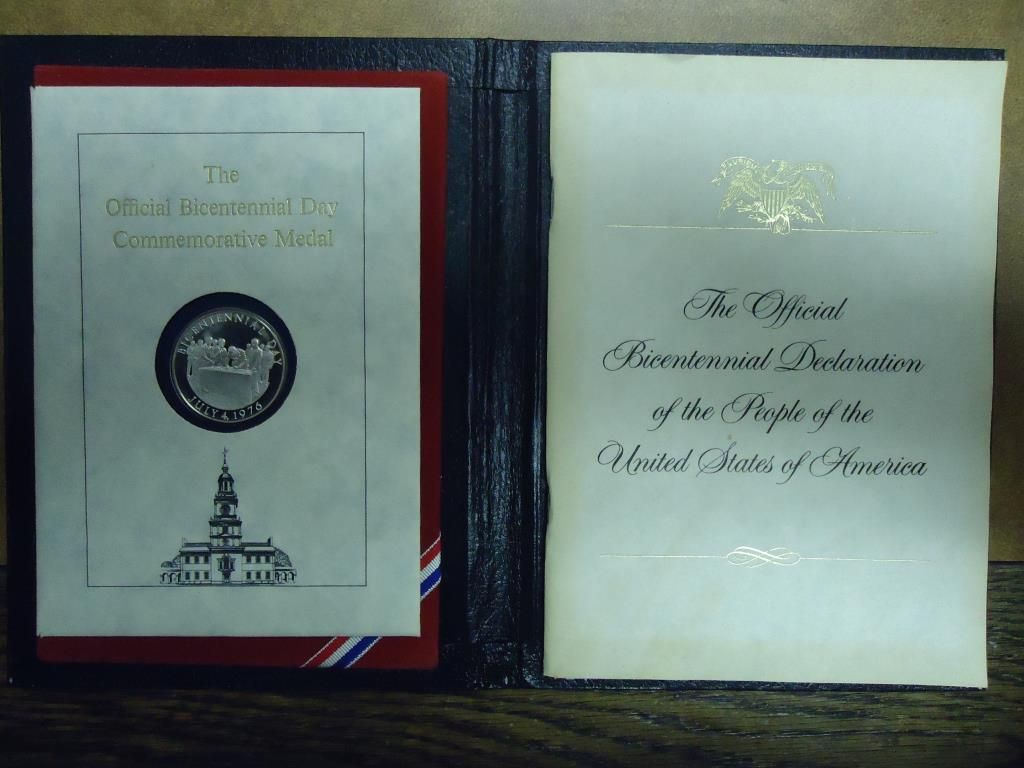 The
Official Bicentennial Day
Commemorative Medal
BICENTENNIAL DAY
JULY 4, 1976
The Official
Bicentennial Declaration
of the People of the
United States of America